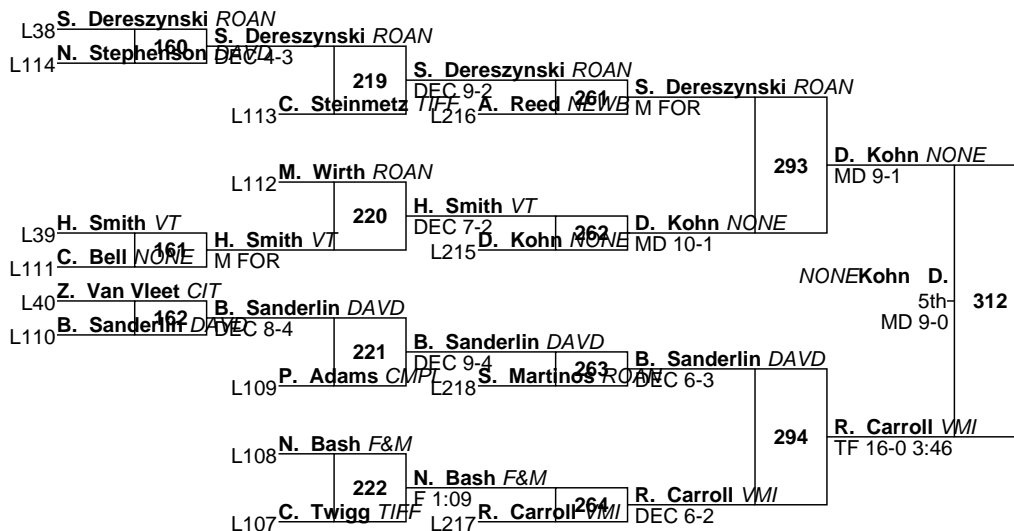 L38 S. Dereszynski ROAN
160
L114 N. Stephenson DAVD
S. Dereszynski ROAN
DEC 4-3
219
L113 C. Steinmetz TIFF
S. Dereszynski ROAN
DEC 9-2
261
L216 A. Reed NEWB
S. Dereszynski ROAN
M FOR
293
L112 M. Wirth ROAN
220
L39 H. Smith VT
161
L111 C. Bell NONE
H. Smith VT
M FOR
H. Smith VT
DEC 7-2
262
L215 D. Kohn NONE
D. Kohn NONE
MD 10-1
D. Kohn NONE
MD 9-1
L40 Z. Van Vleet CIT
162
L110 B. Sanderlin DAVD
B. Sanderlin DAVD
DEC 8-4
221
L109 P. Adams CMPL
B. Sanderlin DAVD
DEC 9-4
263
L218 S. Martinos ROAN
B. Sanderlin DAVD
DEC 6-3
294
L108 N. Bash F&M
222
L107 C. Twigg TIFF
N. Bash F&M
F 1:09
264
L217 R. Carroll VMI
R. Carroll VMI
DEC 6-2
R. Carroll VMI
TF 16-0 3:46
NONE Kohn D.
5th
MD 9-0
312